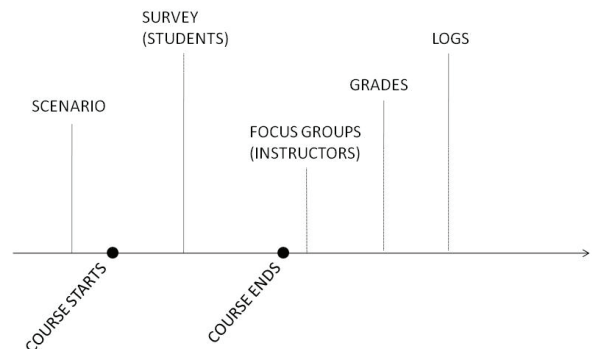 SURVEY
(STUDENTS)
LOGS
GRADES
SCENARIO
FOCUS GROUPS
(INSTRUCTORS)
COURSE STARTS
COURSE ENDS